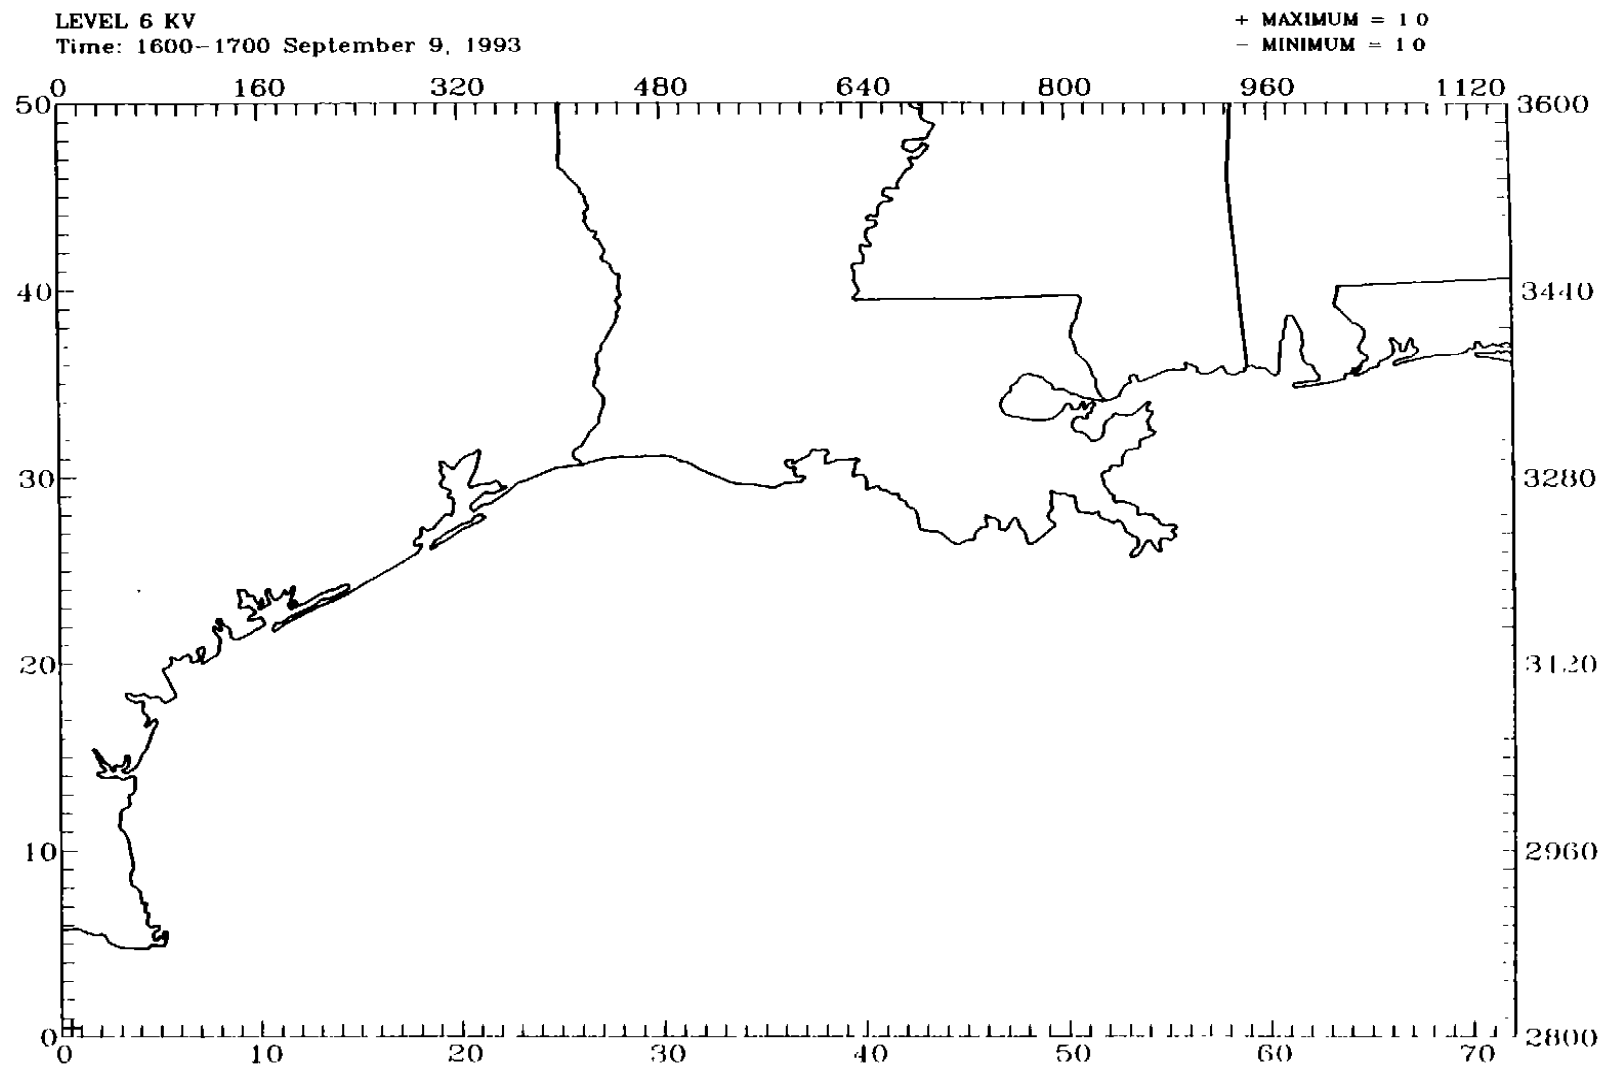 LEVEL 6 KV
Time: 1600-1700 September 9, 1993
+ MAXIMUM = 1 0
- MINIMUM = 1 0
0 160 320 480 640 800 960 1120
50 3600
40 3440
30 3280
20 3120
10 2960
0 2800
0 10 20 30 40 50 60 70